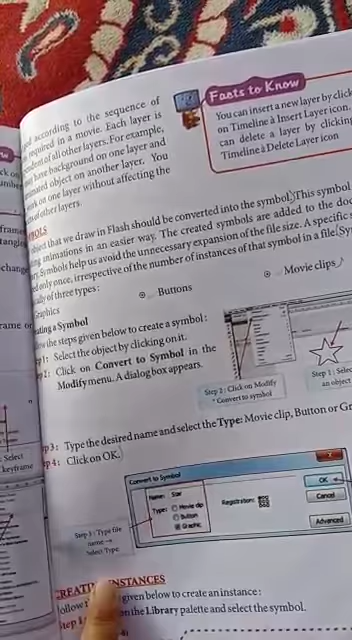 according to the sequence of
required in a movie. Each layer is
of all other layers. For example,
have background on one layer and
object on another layer. You
on one layer without affecting the
of other layers.
Facts to Know
You can insert a new layer by click
on Timeline à Insert Layer icon.
can delete a layer by clicking
Timeline à Delete Layer icon
that we draw in Flash should be converted into the symbol. This symbol
animations in an easier way. The created symbols are added to the
Symbols help us avoid the unnecessary expansion of the file size. A specific
only once, irrespective of the number of instances of that symbol in a file.
of three types :
Graphics
Buttons
Movie clips
a Symbol
the steps given below to create a symbol :
1: Select the object by clicking on it.
2: Click on Convert to Symbol in the
Modify menu. A dialog box appears.
Step 2 : Click on Modify
Convert to symbol
Step 1 : Selec
an object
3: Type the desired name and select the Type: Movie clip, Button or Gr
4: Click on OK.
Convert to Symbol
Name: Star
Type: Movie clip
Button
Graphic
Registration:
OK
Cancel
Advanced
Step 3 : Type file
name →
Select Type
INSTANCES
given below to create an instance :
on the Library palette and select the symbol.
Select
keyframe